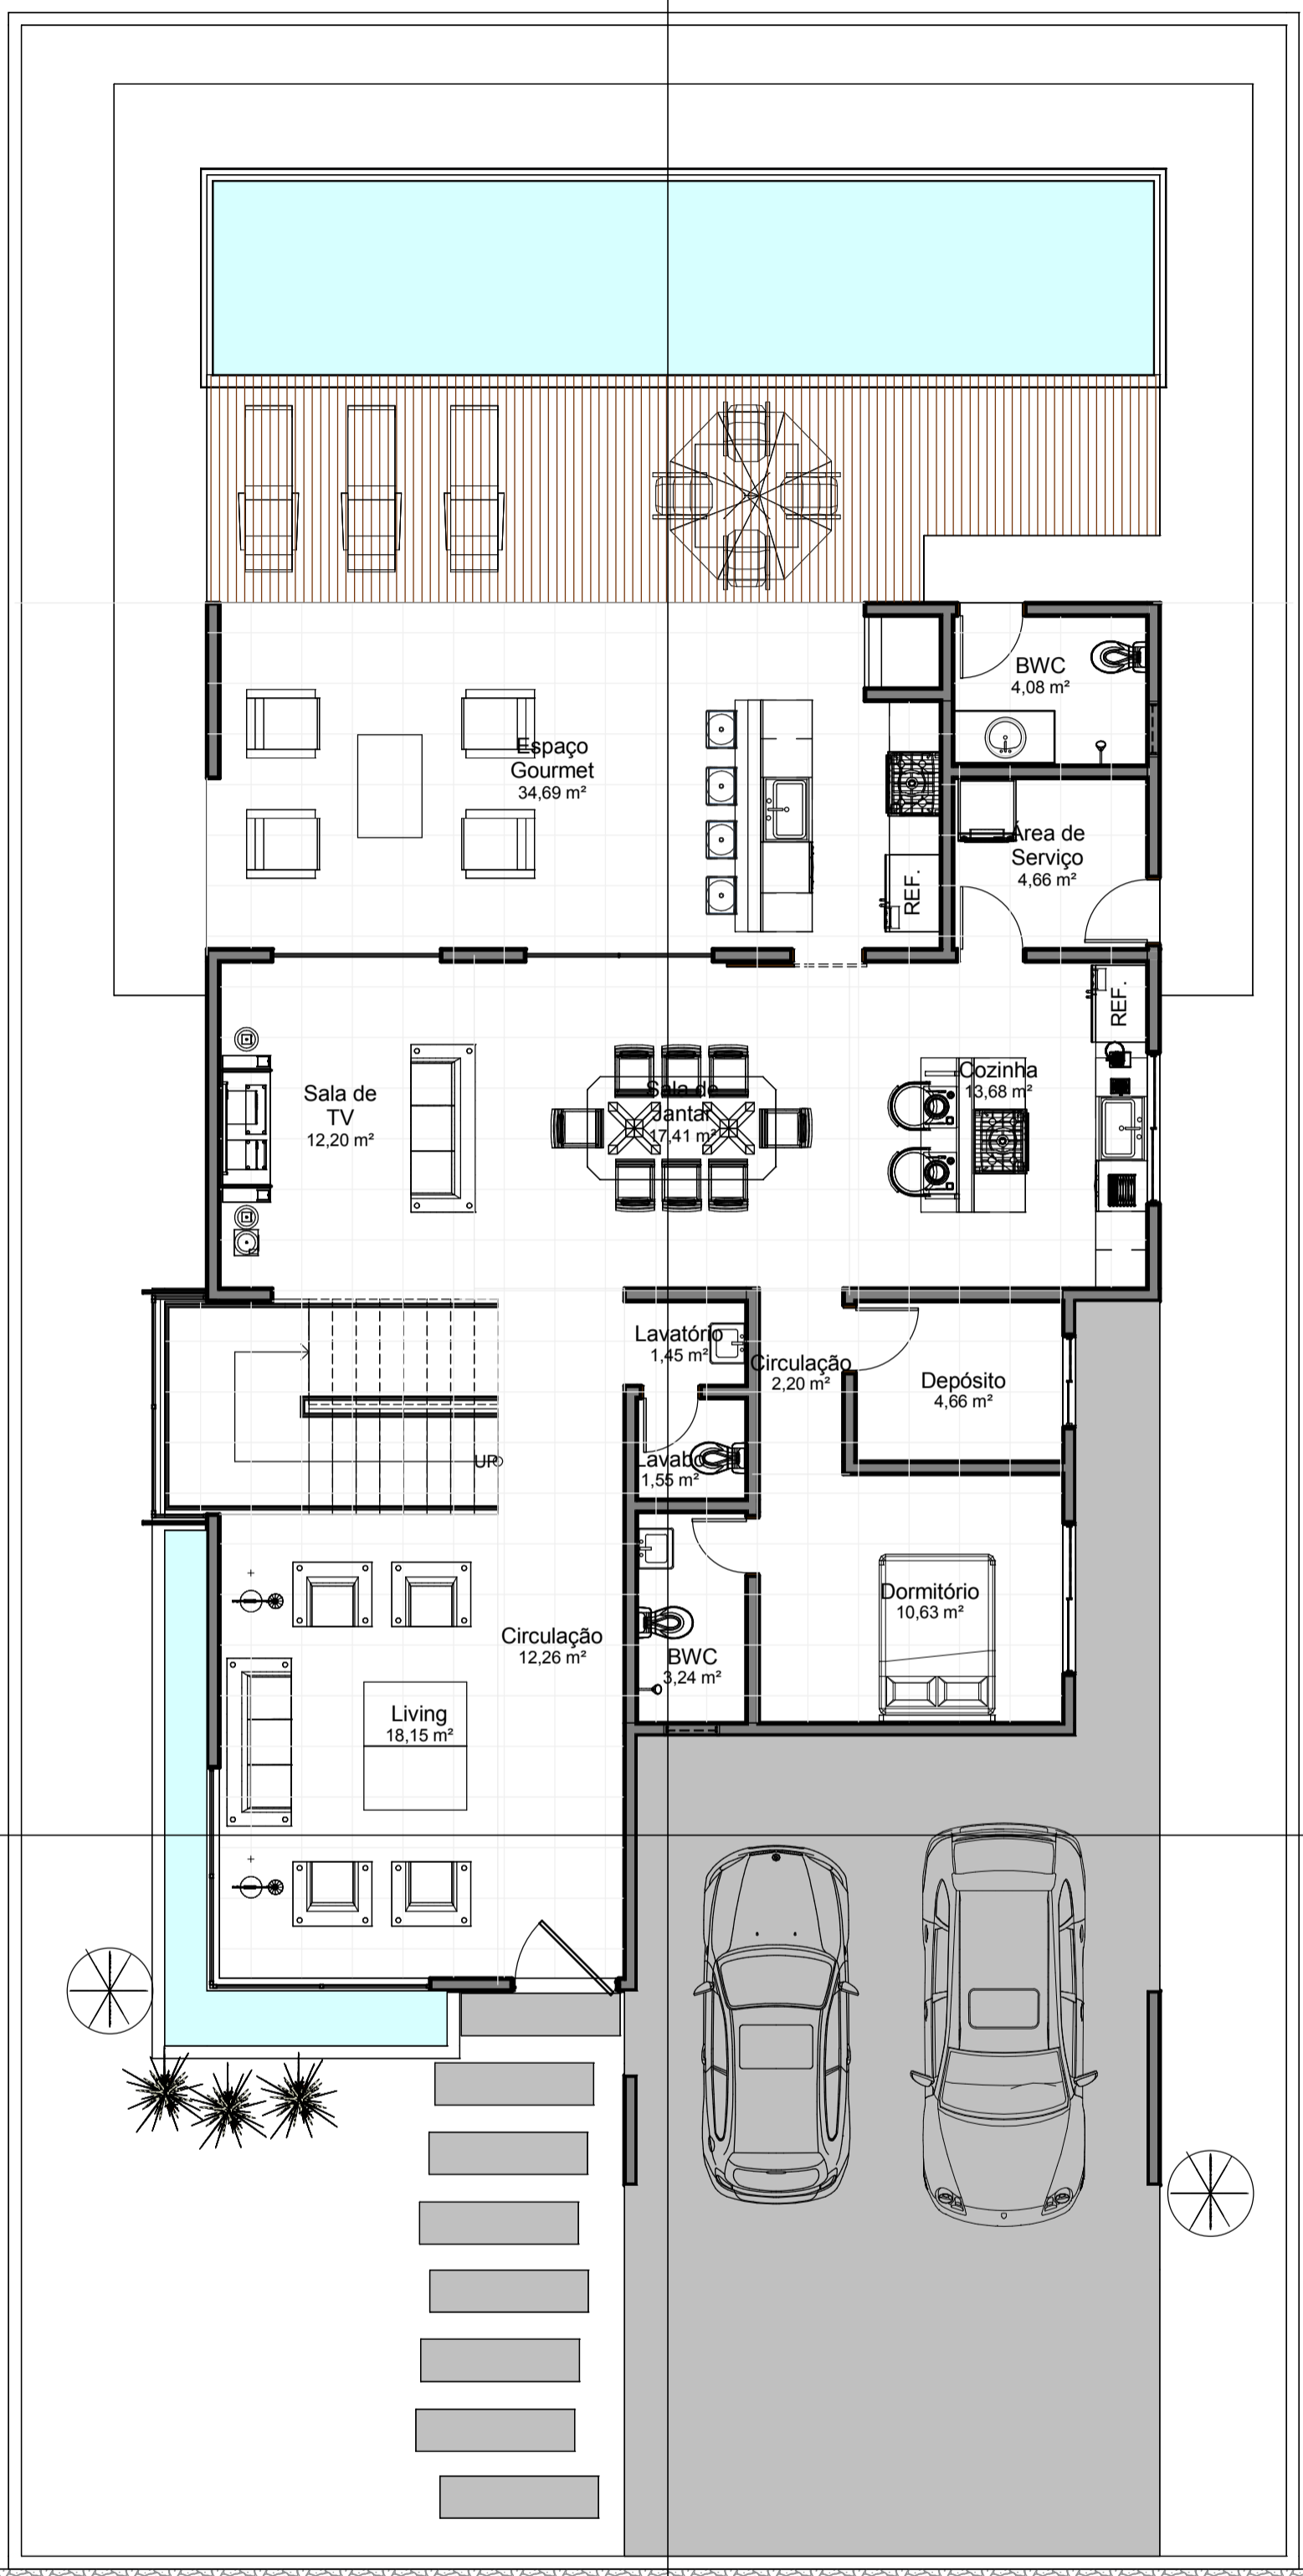 BWC
4,08 m²
Espaço
Gourmet
34,69 m²
Área de
Serviço
4,66 m²
REF.
REF.
Sala de
TV
12,20 m²
Sala de
Jantar
17,41 m²
Cozinha
13,68 m²
Lavatório
1,45 m²
Circulação
2,20 m²
Depósito
4,66 m²
UP
Lavabo
1,55 m²
Dormitório
10,63 m²
Circulação
12,26 m²
BWC
3,24 m²
Living
18,15 m²